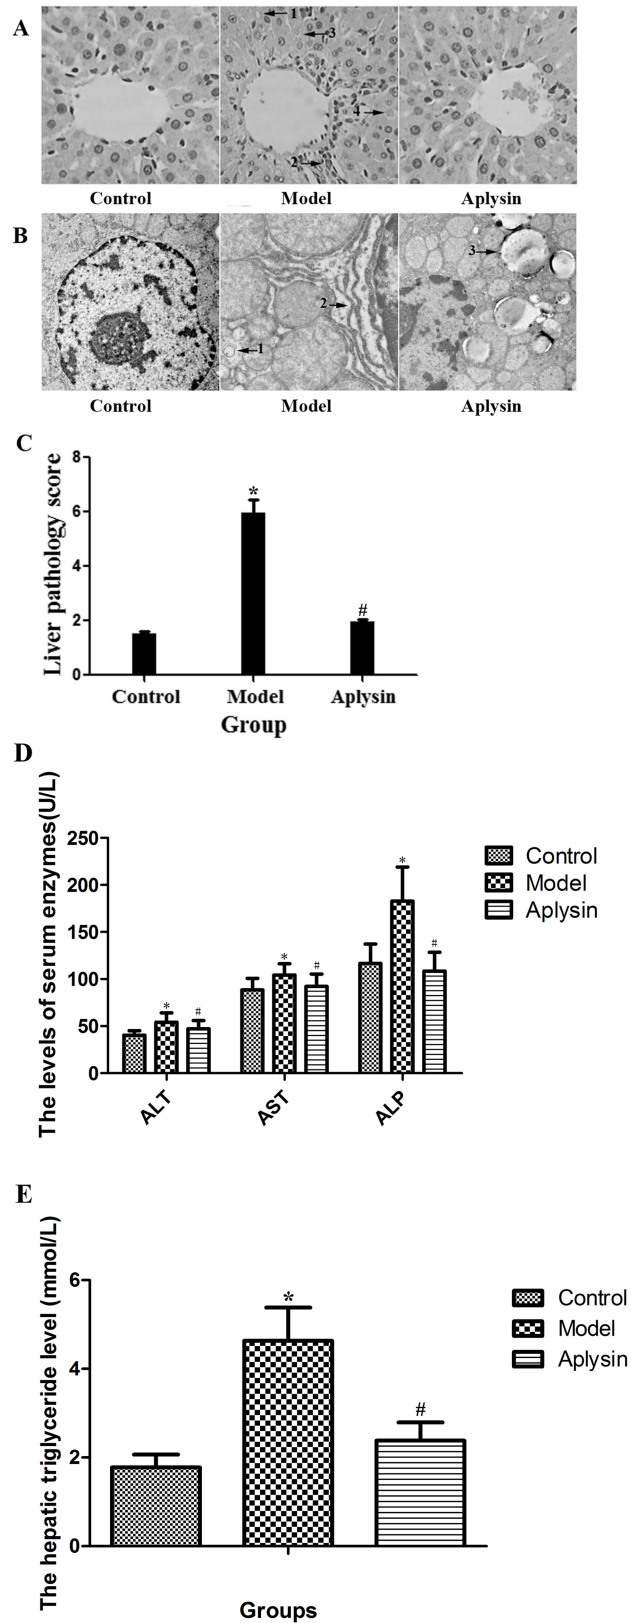 A
1
3
4
2
Control Model Aplysin
B
3
2
1
Control Model Aplysin
C
Liver pathology score
8
6
4
2
0
*
#
Control Model Aplysin
Group
D
The levels of serum enzymes(U/L)
250
200
150
100
50
0
* # * # * #
ALT AST ALP
Control
Model
Aplysin
E
The hepatic triglyceride level (mmol/L)
6
4
2
0
*
#
Groups
Control
Model
Aplysin